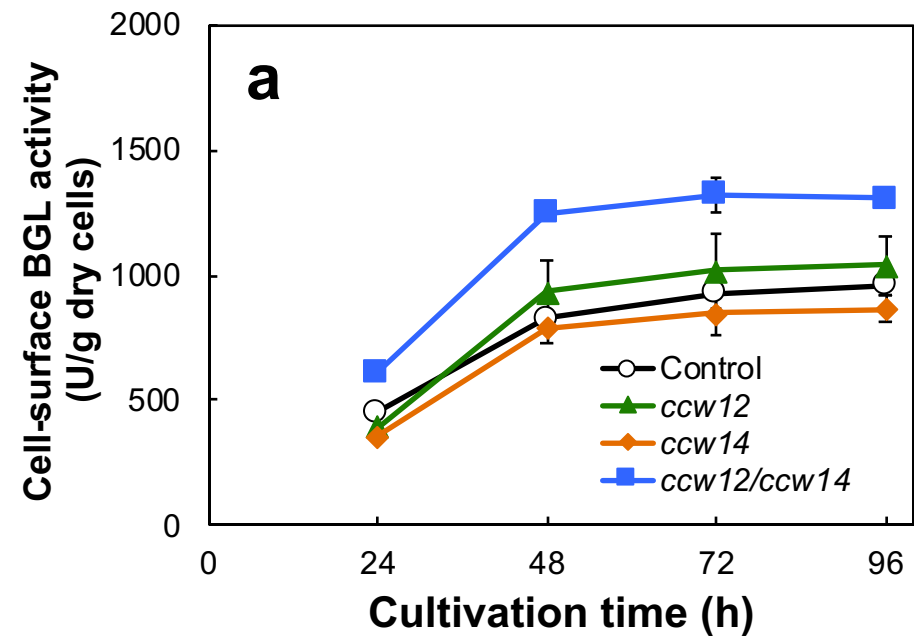 a
Cell-surface BGL activity
(U/g dry cells)
2000
1500
1000
500
0
Control
ccw12
ccw14
ccw12/ccw14
0 24 48 72 96
Cultivation time (h)